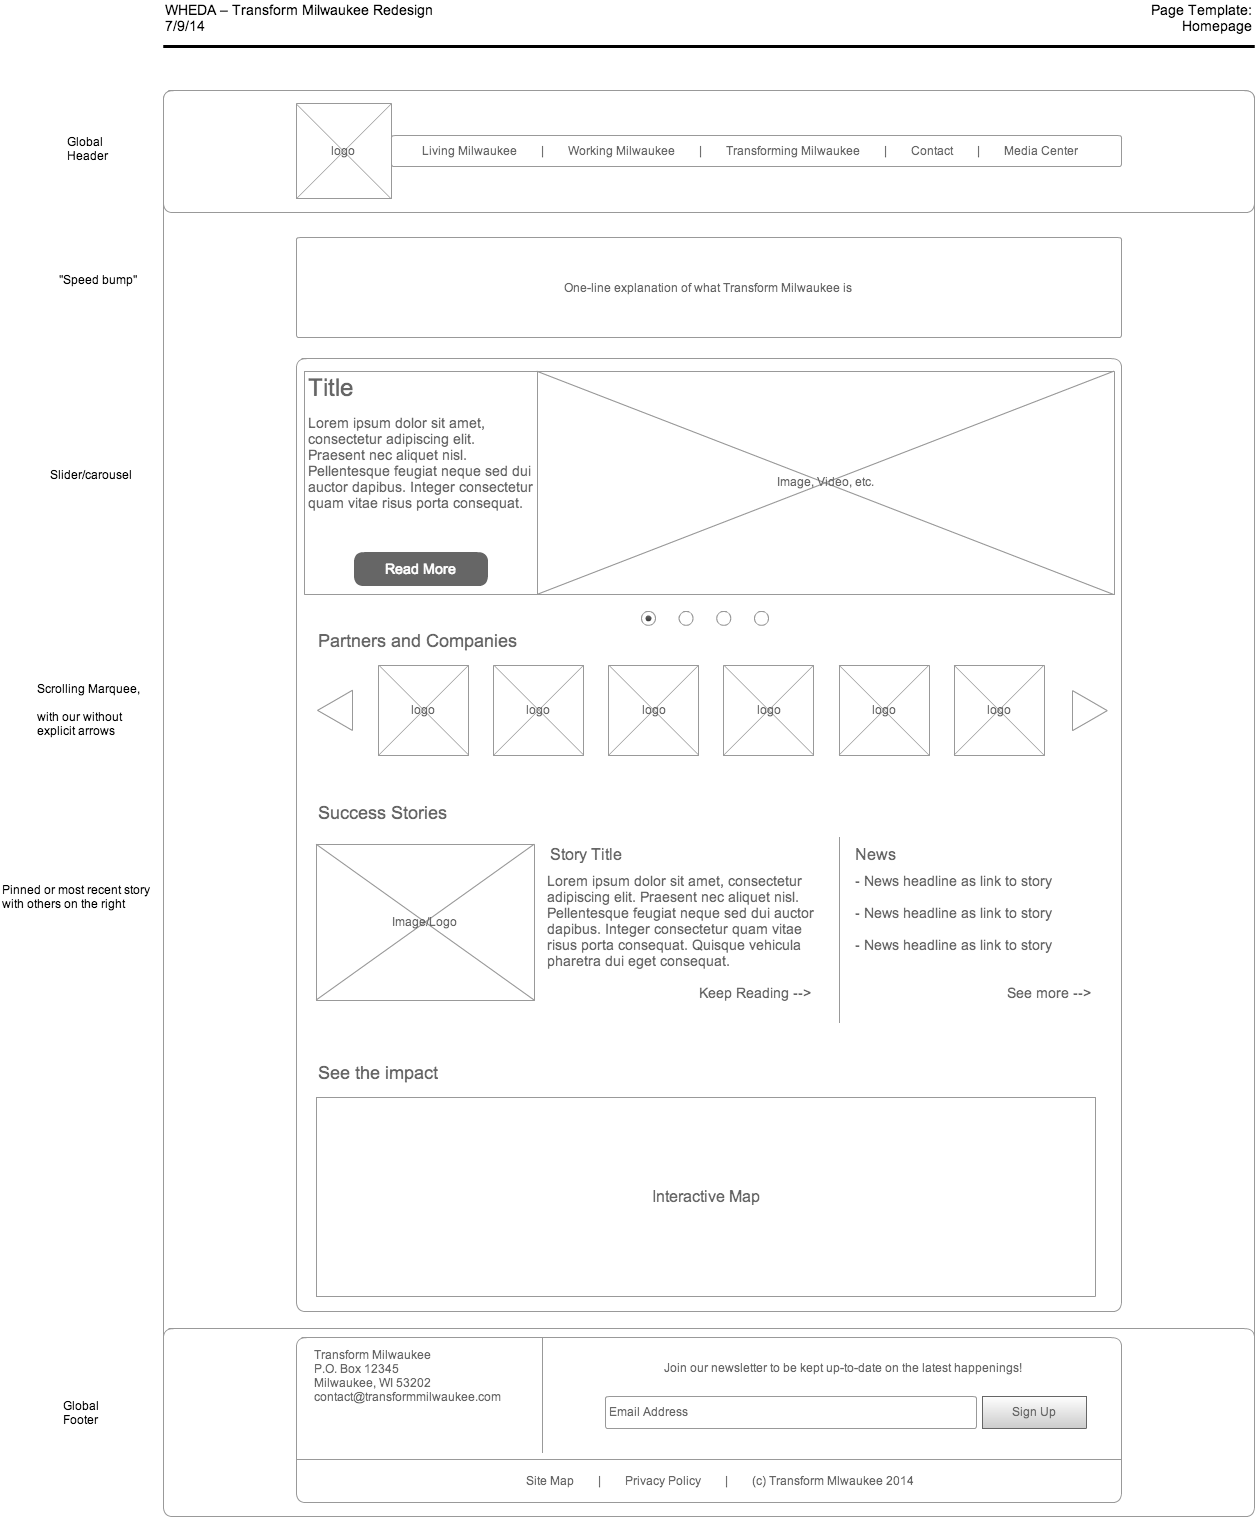 WHEDA – Transform Milwaukee Redesign
7/9/14
Page Template:
Homepage
Global
Header
logo
Living Milwaukee | Working Milwaukee | Transforming Milwaukee | Contact | Media Center
"Speed bump"
One-line explanation of what Transform Milwaukee is
Slider/carousel
Title
Lorem ipsum dolor sit amet,
consectetur adipiscing elit.
Praesent nec aliquet nisl.
Pellentesque feugiat neque sed dui
auctor dapibus. Integer consectetur
quam vitae risus porta consequat.
Read More
Image, Video, etc.
Partners and Companies
Scrolling Marquee,
with our without
explicit arrows
logo logo logo logo logo logo
Success Stories
Pinned or most recent story
with others on the right
Image/Logo
Story Title
Lorem ipsum dolor sit amet, consectetur
adipiscing elit. Praesent nec aliquet nisl.
Pellentesque feugiat neque sed dui auctor
dapibus. Integer consectetur quam vitae
risus porta consequat. Quisque vehicula
pharetra dui eget consequat.
Keep Reading -->
News
- News headline as link to story
- News headline as link to story
- News headline as link to story
See more -->
See the impact
Interactive Map
Global
Footer
Transform Milwaukee
P.O. Box 12345
Milwaukee, WI 53202
contact@transformmilwaukee.com
Join our newsletter to be kept up-to-date on the latest happenings!
Email Address
Sign Up
Site Map | Privacy Policy | (c) Transform MIwaukee 2014